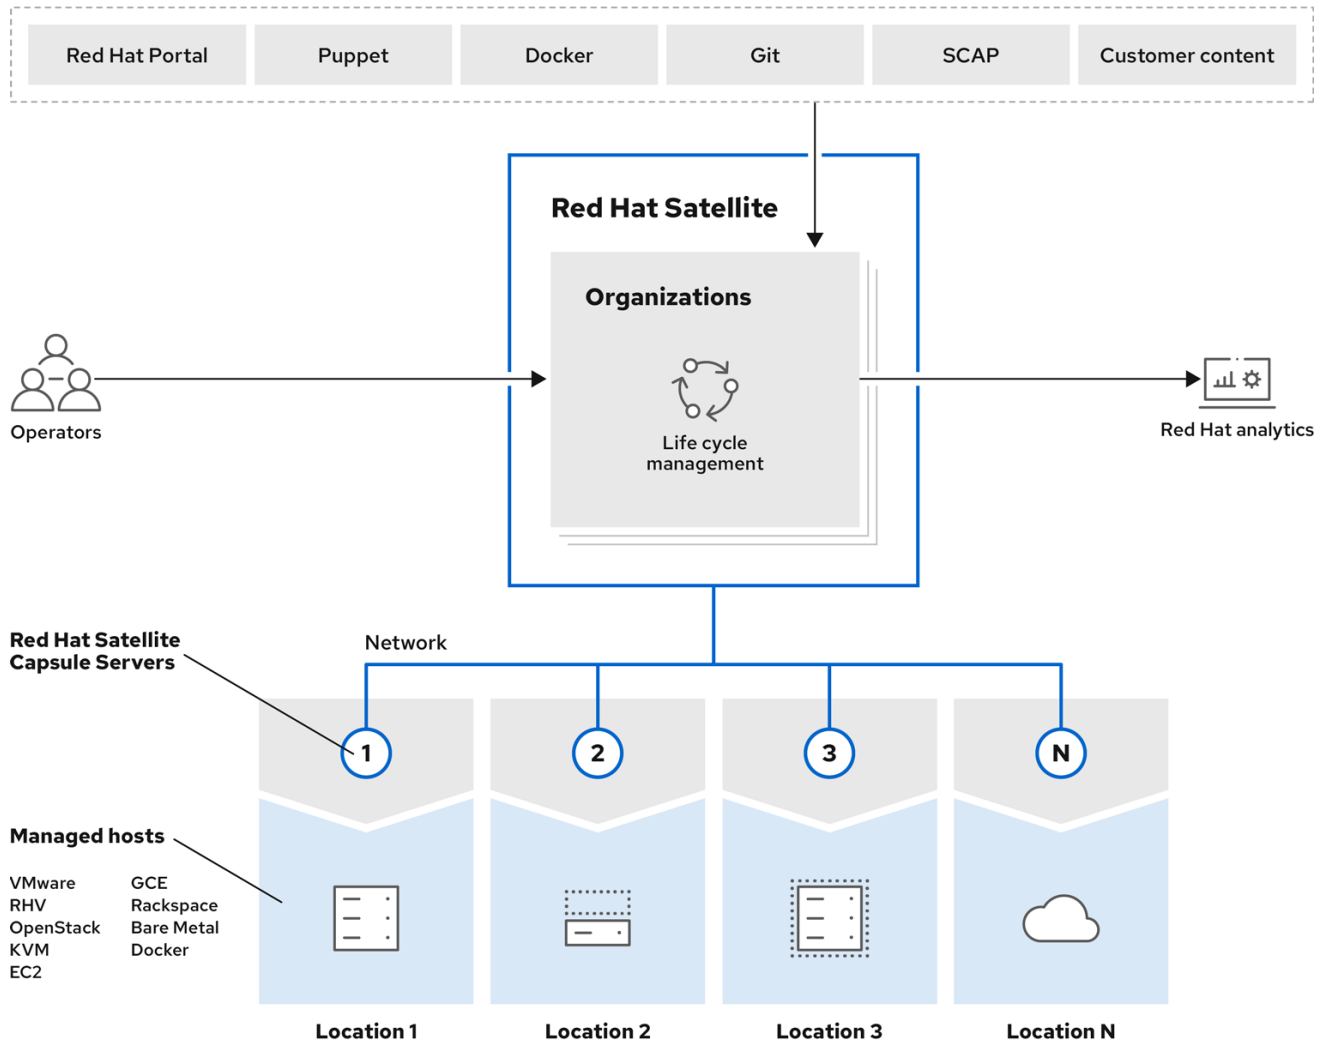 Red Hat Portal
Puppet
Docker
Git
SCAP
Customer content
Red Hat Satellite
Organizations
Life cycle
management
Operators
Red Hat analytics
Red Hat Satellite
Capsule Servers
Network
1
2
3
N
Managed hosts
VMware
RHV
OpenStack
KVM
EC2
GCE
Rackspace
Bare Metal
Docker
Location 1
Location 2
Location 3
Location N